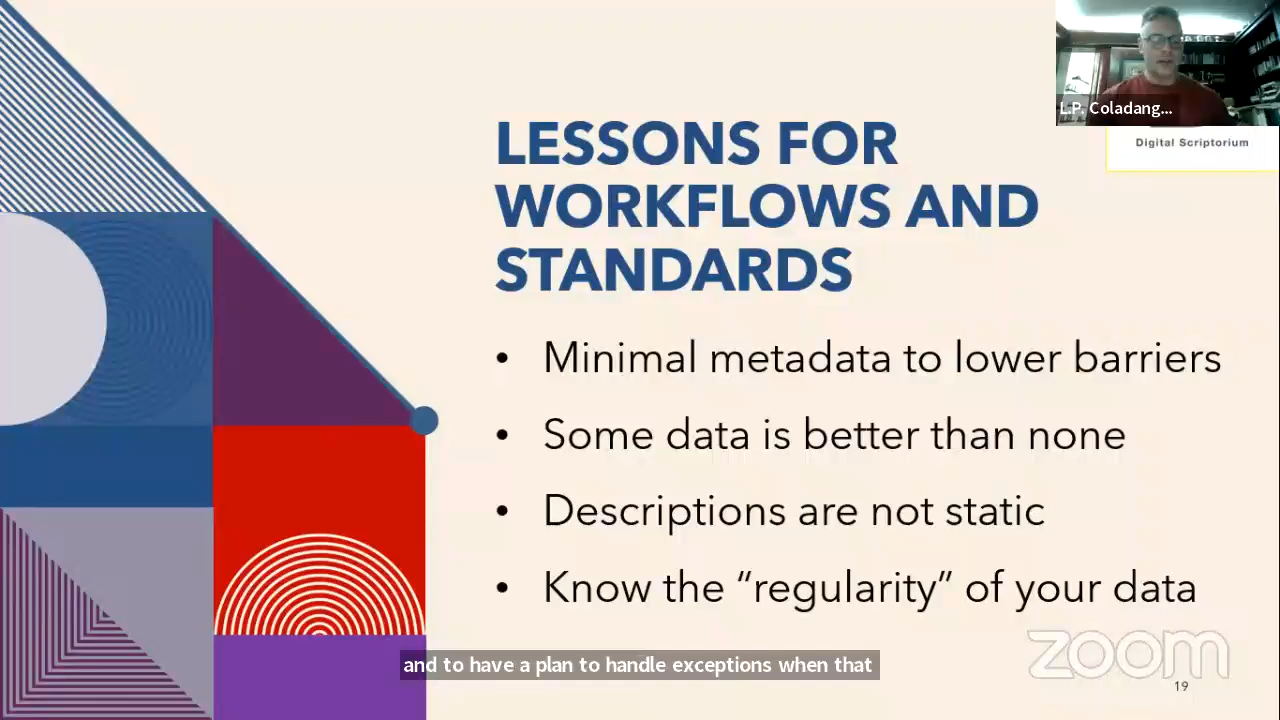 L.P. Coladang...
Digital Scriptorium
LESSONS FOR
WORKFLOWS AND
STANDARDS
• Minimal metadata to lower barriers
• Some data is better than none
• Descriptions are not static
• Know the “regularity” of your data
and to have a plan to handle exceptions when that
zoom
19